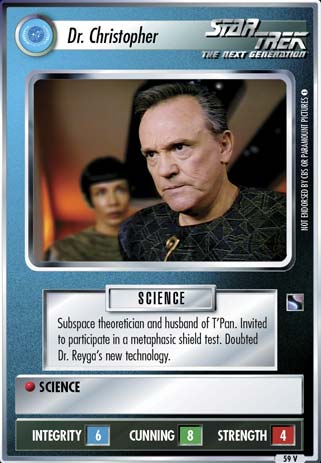 Dr. Christopher
STAR TREK
THE NEXT GENERATION
NOT ENDORSED BY CBS OR PARAMOUNT PICTURES
SCIENCE
Subspace theoretician and husband of T'Pan. Invited
to participate in a metaphasic shield test. Doubted
Dr. Reyga's new technology.
SCIENCE
INTEGRITY 6 CUNNING 8 STRENGTH 4
59 V